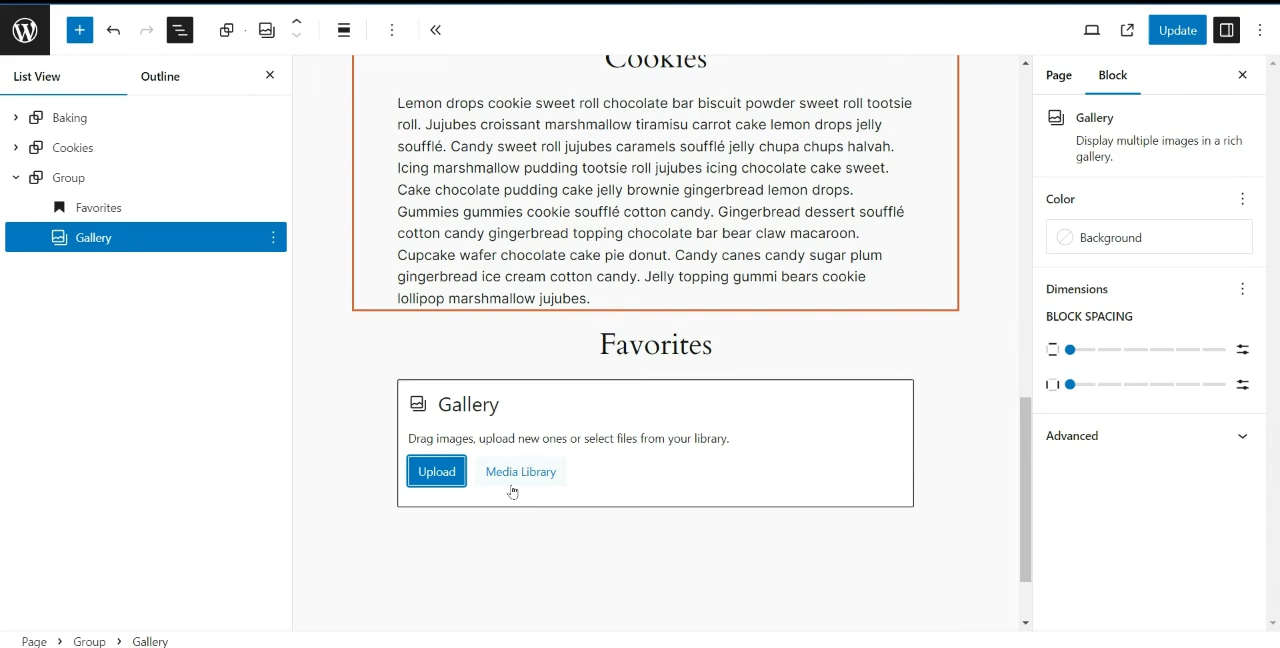 Update
List View
Outline
Baking
Cookies
Group
Favorites
Gallery
Cookies
Lemon drops cookie sweet roll chocolate bar biscuit powder sweet roll tootsie
roll. Jujubes croissant marshmallow tiramisu carrot cake lemon drops jelly
soufflé. Candy sweet roll jujubes caramels soufflé jelly chupa chups halvah.
Icing marshmallow pudding tootsie roll jujubes icing chocolate cake sweet.
Cake chocolate pudding cake jelly brownie gingerbread lemon drops.
Gummies gummies cookie soufflé cotton candy. Gingerbread dessert soufflé
cotton candy gingerbread topping chocolate bar bear claw macaroon.
Cupcake wafer chocolate cake pie donut. Candy canes candy sugar plum
gingerbread ice cream cotton candy. Jelly topping gummi bears cookie
lollipop marshmallow jujubes.
Favorites
Gallery
Drag images, upload new ones or select files from your library.
Upload
Media Library
Page
Block
Gallery
Display multiple images in a rich
gallery.
Color
Background
Dimensions
BLOCK SPACING
Advanced
Page > Group > Gallery